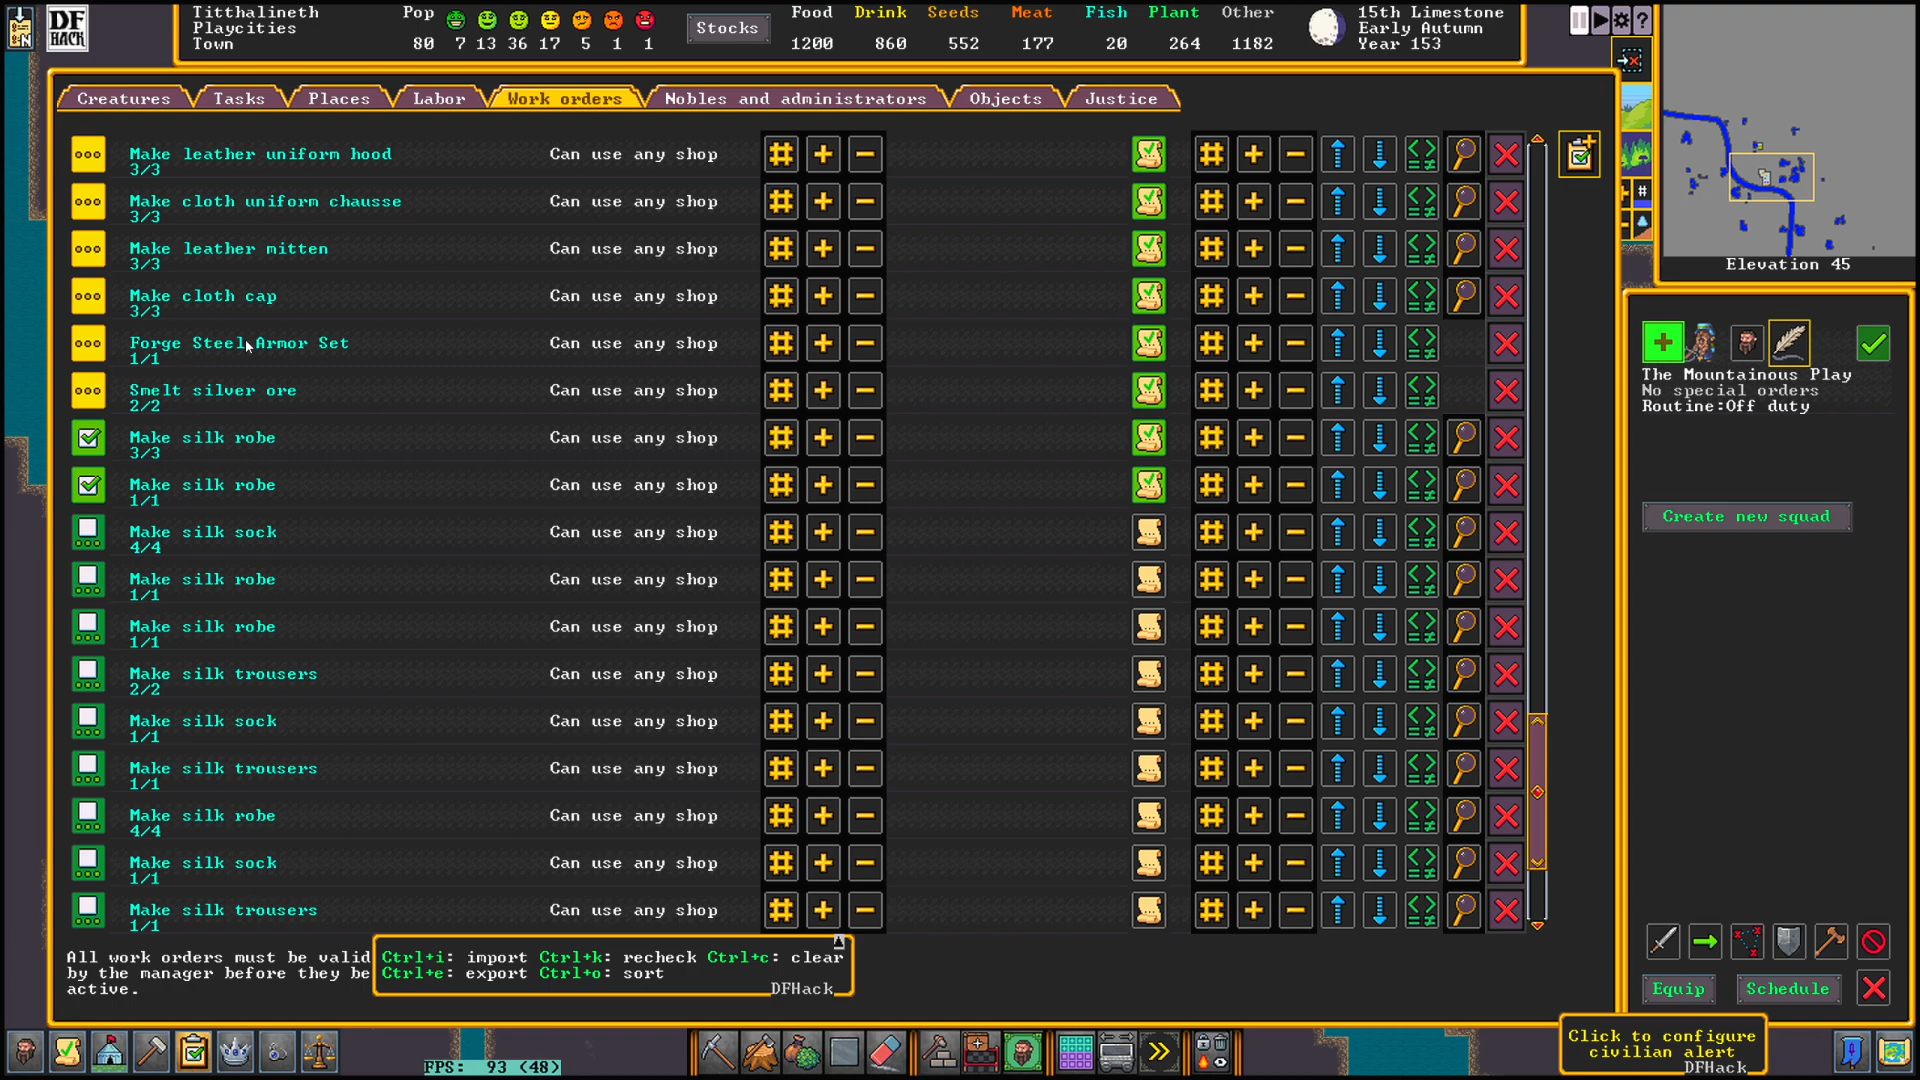 DF
HACK
Titthalineth
Playcities
Town
Pop
80 7 13 36 17 5 1 1
Stocks
Food Drink Seeds Meat Fish Plant Other
1200 860 552 177 20 264 1182
15th Limestone
Early Autumn
Year 153
Elevation 45
Creatures Tasks Places Labor Work orders Nobles and administrators Objects Justice
Make leather uniform hood Can use any shop
3/3
Make cloth uniform chausse Can use any shop
3/3
Make leather mitten Can use any shop
3/3
Make cloth cap Can use any shop
3/3
Forge Steel Armor Set Can use any shop
1/1
Smelt silver ore Can use any shop
2/2
Make silk robe Can use any shop
3/3
Make silk robe Can use any shop
1/1
Make silk sock Can use any shop
4/4
Make silk robe Can use any shop
1/1
Make silk robe Can use any shop
1/1
Make silk trousers Can use any shop
2/2
Make silk sock Can use any shop
1/1
Make silk trousers Can use any shop
1/1
Make silk robe Can use any shop
4/4
Make silk sock Can use any shop
1/1
Make silk trousers Can use any shop
1/1
All work orders must be valid
by the manager before they be
active.
Ctrl+i: import Ctrl+k: recheck Ctrl+c: clear
Ctrl+e: export Ctrl+o: sort
DFHack
The Mountainous Play
No special orders
Routine:Off duty
Create new squad
Equip Schedule
Click to configure
civilian alert
DFHack
FPS: 93 (48)